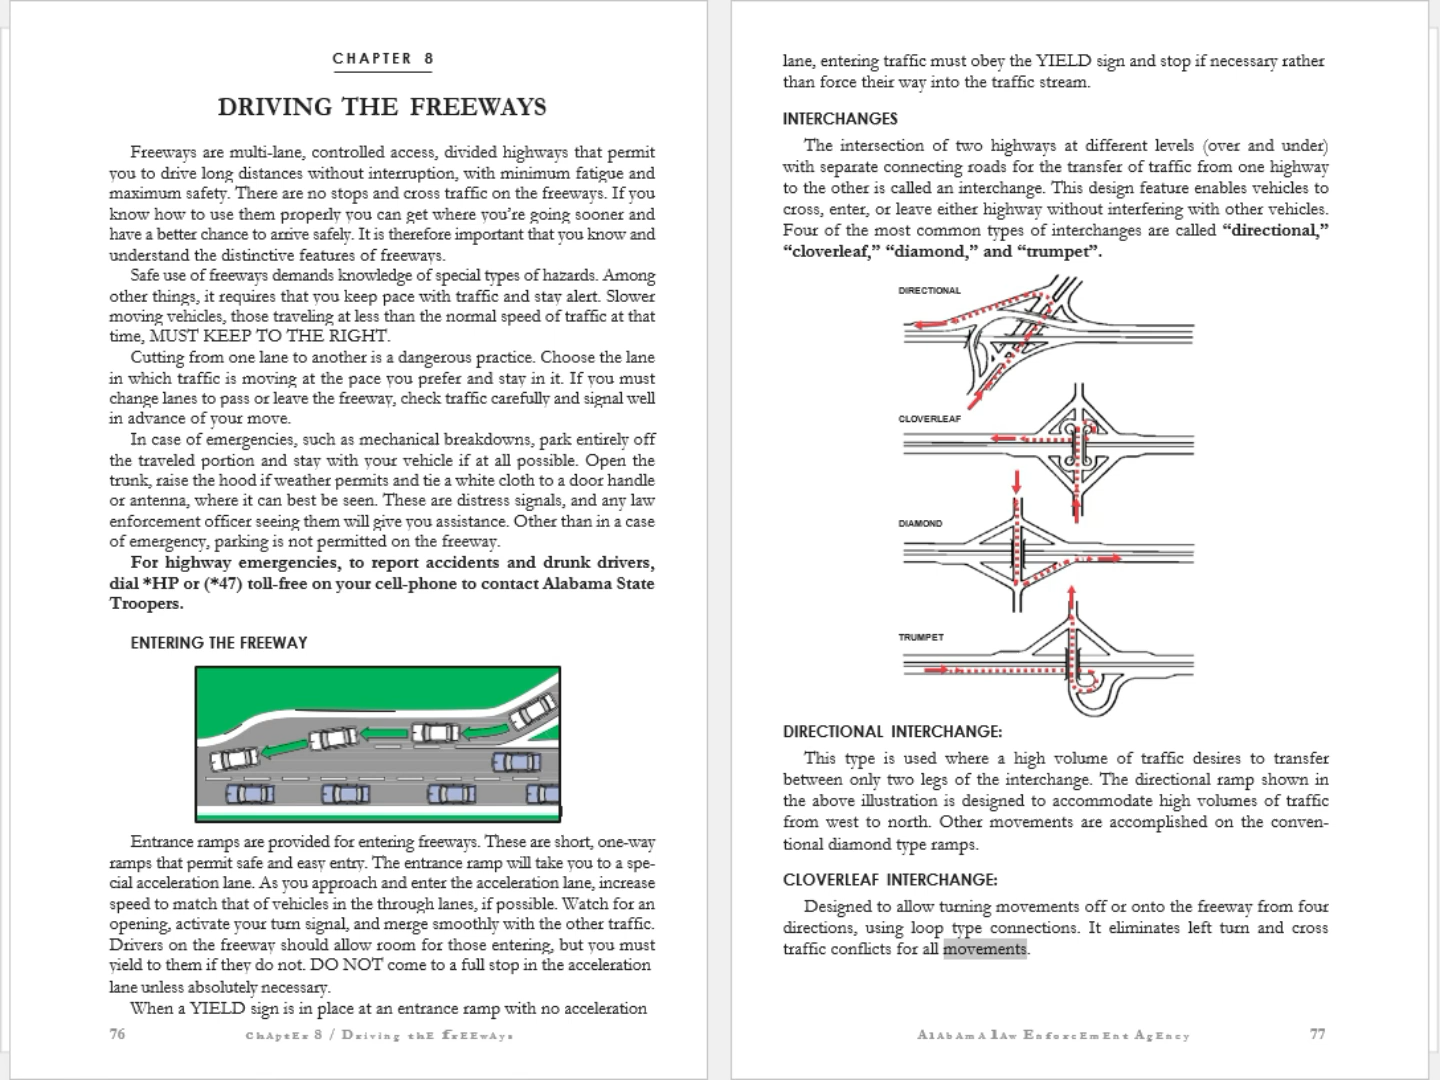 CHAPTER 8
DRIVING THE FREEWAYS
Freeways are multi-lane, controlled access, divided highways that permit
you to drive long distances without interruption, with minimum fatigue and
maximum safety. There are no stops and cross traffic on the freeways. If you
know how to use them properly you can get where you're going sooner and
have a better chance to arrive safely. It is therefore important that you know and
understand the distinctive features of freeways.
Safe use of freeways demands knowledge of special types of hazards. Among
other things, it requires that you keep pace with traffic and stay alert. Slower
moving vehicles, those traveling at less than the normal speed of traffic at that
time, MUST KEEP TO THE RIGHT.
Cutting from one lane to another is a dangerous practice. Choose the lane
in which traffic is moving at the pace you prefer and stay in it. If you must
change lanes to pass or leave the freeway, check traffic carefully and signal well
in advance of your move.
In case of emergencies, such as mechanical breakdowns, park entirely off
the traveled portion and stay with your vehicle if at all possible. Open the
trunk, raise the hood if weather permits and tie a white cloth to a door handle
or antenna, where it can best be seen. These are distress signals, and any law
enforcement officer seeing them will give you assistance. Other than in a case
of emergency, parking is not permitted on the freeway.
For highway emergencies, to report accidents and drunk drivers,
dial *HP or (*47) toll-free on your cell-phone to contact Alabama State
Troopers.
ENTERING THE FREEWAY
Entrance ramps are provided for entering freeways. These are short, one-way
ramps that permit safe and easy entry. The entrance ramp will take you to a spe-
cial acceleration lane. As you approach and enter the acceleration lane, increase
speed to match that of vehicles in the through lanes, if possible. Watch for an
opening, activate your turn signal, and merge smoothly with the other traffic.
Drivers on the freeway should allow room for those entering, but you must
yield to them if they do not. DO NOT come to a full stop in the acceleration
lane unless absolutely necessary.
When a YIELD sign is in place at an entrance ramp with no acceleration
76 ChAptEr 8 / Driving thE frEEwAys
lane, entering traffic must obey the YIELD sign and stop if necessary rather
than force their way into the traffic stream.
INTERCHANGES
The intersection of two highways at different levels (over and under)
with separate connecting roads for the transfer of traffic from one highway
to the other is called an interchange. This design feature enables vehicles to
cross, enter, or leave either highway without interfering with other vehicles.
Four of the most common types of interchanges are called “directional,”
“cloverleaf,” “diamond,” and “trumpet”.
DIRECTIONAL
CLOVERLEAF
DIAMOND
TRUMPET
DIRECTIONAL INTERCHANGE:
This type is used where a high volume of traffic desires to transfer
between only two legs of the interchange. The directional ramp shown in
the above illustration is designed to accommodate high volumes of traffic
from west to north. Other movements are accomplished on the conven-
tional diamond type ramps.
CLOVERLEAF INTERCHANGE:
Designed to allow turning movements off or onto the freeway from four
directions, using loop type connections. It eliminates left turn and cross
traffic conflicts for all movements.
AlAbAmA lAw EnforcEmEnt AgEncy 77